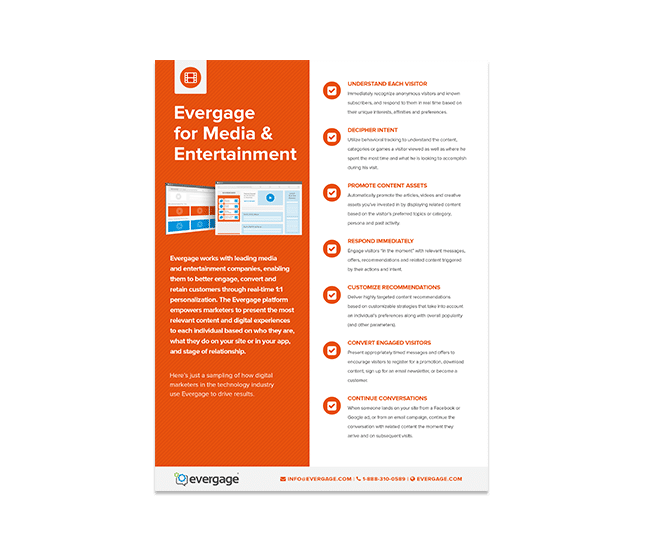 Evergage
for Media &
Entertainment
Evergage works with leading media
and entertainment companies, enabling
them to better engage, convert and
retain customers through real-time 1:1
personalization. The Evergage platform
empowers marketers to present the most
relevant content and digital experiences
to each individual based on who they are,
what they do on your site or in your app,
and stage of relationship.
Here's just a sampling of how digital
marketers in the technology industry
use Evergage to drive results.
UNDERSTAND EACH VISITOR
Immediately recognize anonymous visitors and known
subscribers, and respond to them in real time based on
their unique interests, affinities and preferences.
DECIPHER INTENT
Utilize behavioral tracking to understand the content,
categories or games a visitor viewed as well as where he
spent the most time and what he is looking to accomplish
during his visit.
PROMOTE CONTENT ASSETS
Automatically promote the articles, videos and creative
assets you've invested in by displaying related content
based on the visitor's preferred topics or category,
persona and past activity.
RESPOND IMMEDIATELY
Engage visitors "in the moment" with relevant messages,
offers, recommendations and related content triggered
by their actions and intent.
CUSTOMIZE RECOMMENDATIONS
Deliver highly targeted content recommendations
based on customizable strategies that take into account
an individual's preferences along with overall popularity
(and other parameters).
CONVERT ENGAGED VISITORS
Present appropriately timed messages and offers to
encourage visitors to register for a promotion, download
content, sign up for an email newsletter, or become a
customer.
CONTINUE CONVERSATIONS
When someone lands on your site from a Facebook or
Google ad, or from an email campaign, continue the
conversation with related content the moment they
arrive and on subsequent visits.
evergage
INFO@EVERGAGE.COM | 1-888-310-0589 | EVERGAGE.COM